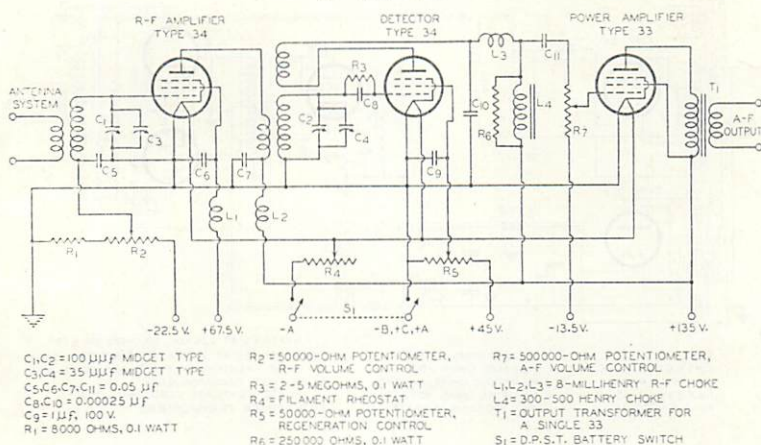 R-F AMPLIFIER
TYPE 34
DETECTOR
TYPE 34
POWER AMPLIFIER
TYPE 33
ANTENNA
SYSTEM
C1
C3
C5
C6
C7
L1
L2
R1
R2
R3
C8
C2
C4
C9
R4
R5
L3
C11
C10
R6
L4
R7
T1
A-F
OUTPUT
S1
-22.5 V.
+67.5 V.
-A
-B,+C,+A
+45 V.
-13.5 V.
+135 V.
C1,C2 = 100 μμf MIDGET TYPE
C3,C4 = 35 μμf MIDGET TYPE
C5,C6,C7,C11 = 0.05 μf
C8,C10 = 0.00025 μf
C9 = 1 μf, 100 V.
R1 = 8000 OHMS, 0.1 WATT
R2 = 50000-OHM POTENTIOMETER,
R-F VOLUME CONTROL
R3 = 2-5 MEGOHMS, 0.1 WATT
R4 = FILAMENT RHEOSTAT
R5 = 50000-OHM POTENTIOMETER,
REGENERATION CONTROL
R6 = 250000 OHMS, 0.1 WATT
R7 = 500000-OHM POTENTIOMETER,
A-F VOLUME CONTROL
L1,L2,L3 = 8-MILLIHENRY R-F CHOKE
L4 = 300-500 HENRY CHOKE
T1 = OUTPUT TRANSFORMER FOR
A SINGLE 33
S1 = D.P.S.T. BATTERY SWITCH